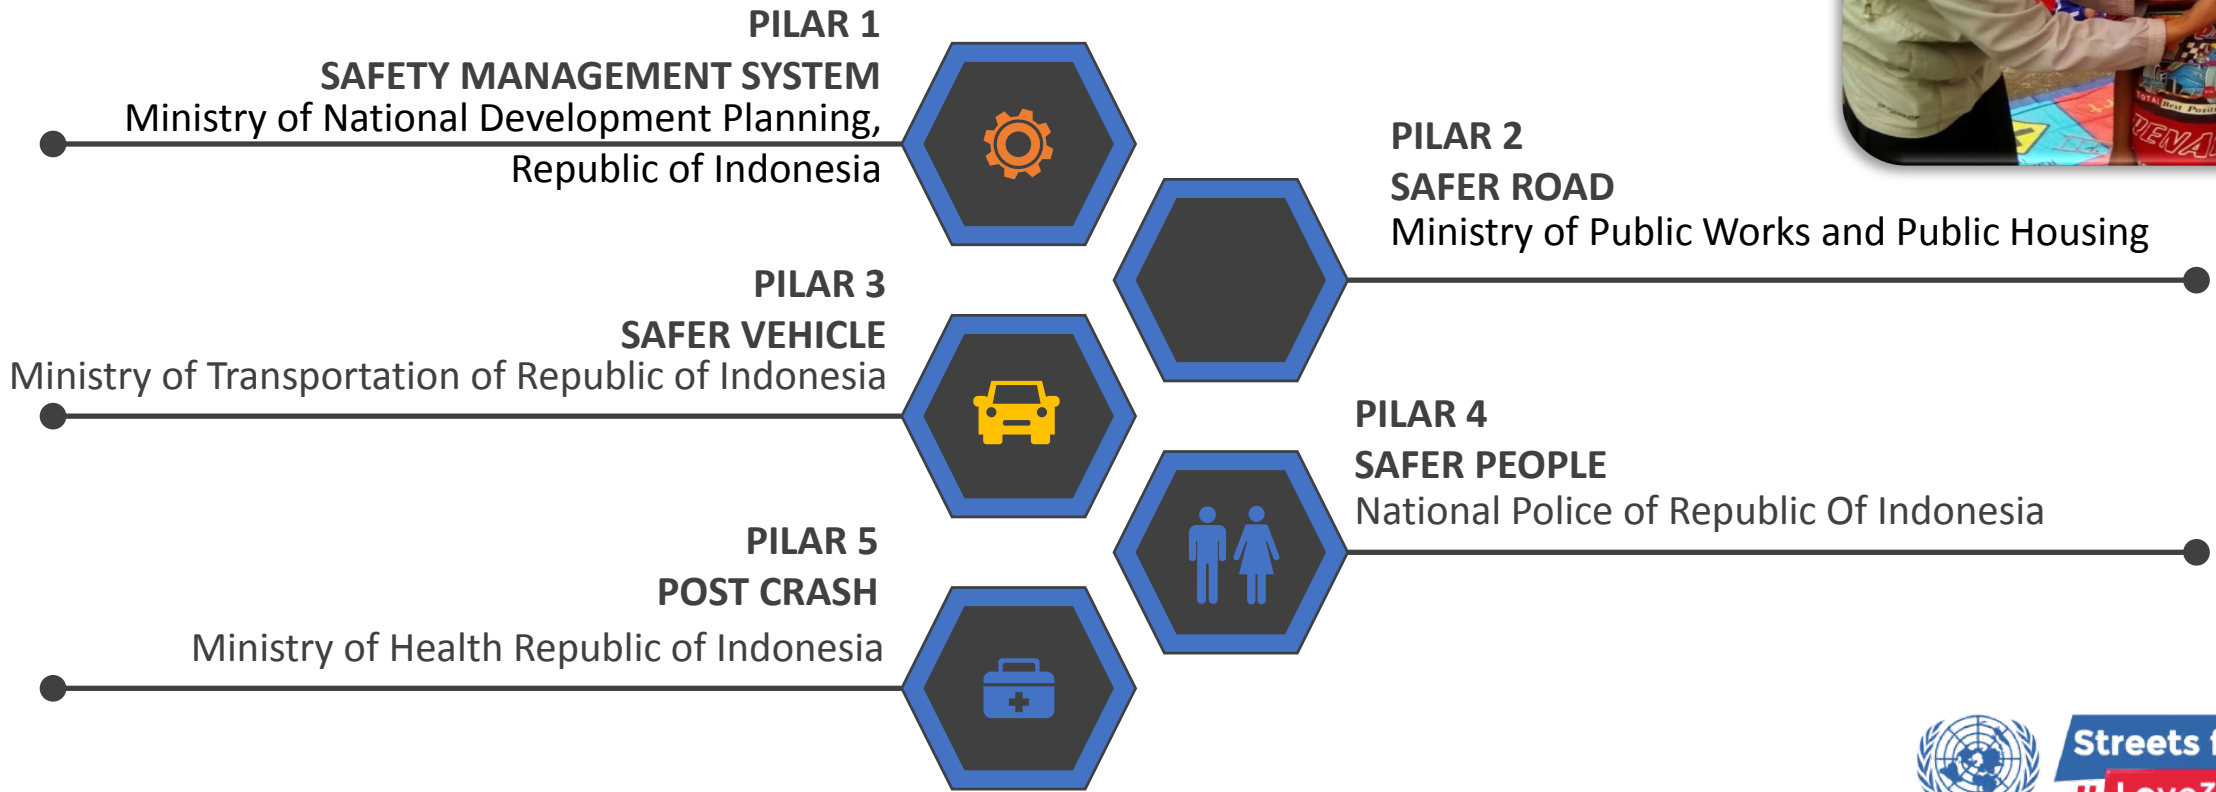 PILAR 1
SAFETY MANAGEMENT SYSTEM
Ministry of National Development Planning,
Republic of Indonesia
PILAR 2
SAFER ROAD
Ministry of Public Works and Public Housing
PILAR 3
SAFER VEHICLE
Ministry of Transportation of Republic of Indonesia
PILAR 4
SAFER PEOPLE
National Police of Republic Of Indonesia
PILAR 5
POST CRASH
Ministry of Health Republic of Indonesia
TOTAL Best
Streets